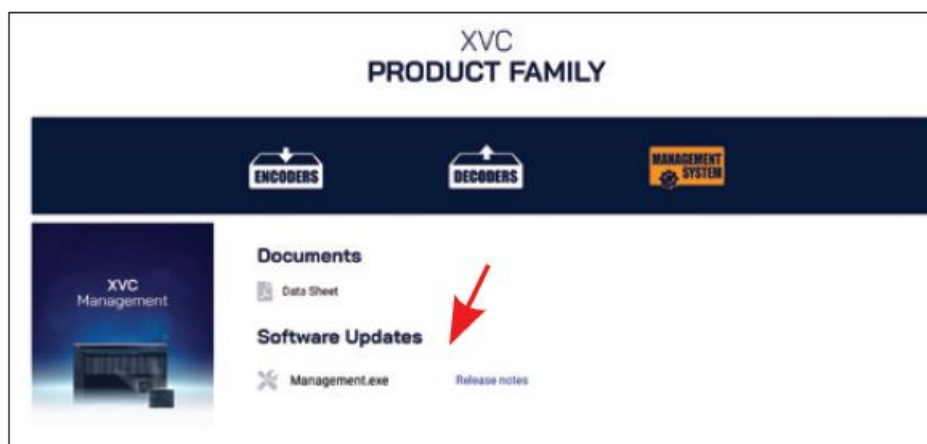 XVC
PRODUCT FAMILY
ENCODERS
DECODERS
MANAGEMENT
SYSTEM
XVC
Management
Documents
Data Sheet
Software Updates
Management.exe
Release notes